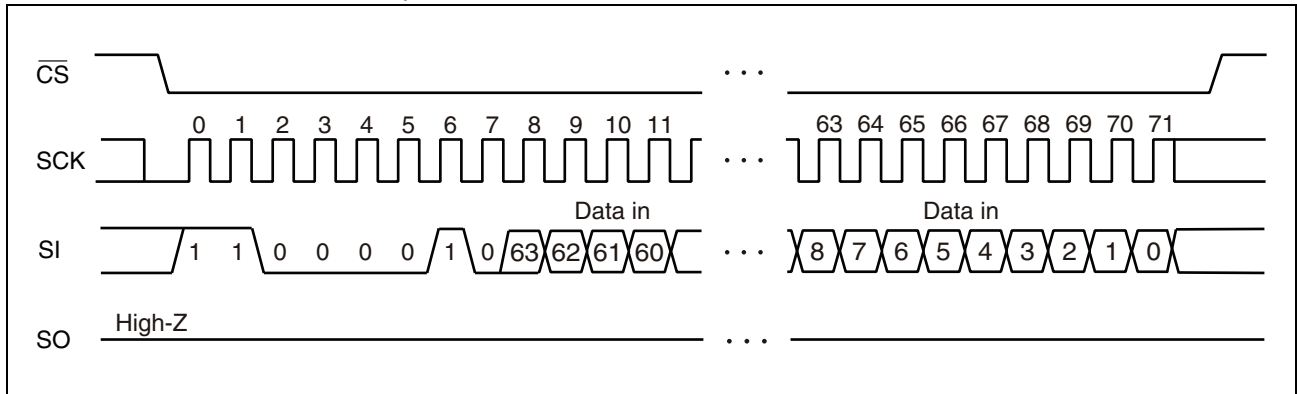 CS
0 1 2 3 4 5 6 7 8 9 10 11 ... 63 64 65 66 67 68 69 70 71
SCK ...
Data in Data in
SI 1 1 0 0 0 0 1 0 63 62 61 60 ... 8 7 6 5 4 3 2 1 0
High-Z
SO ...